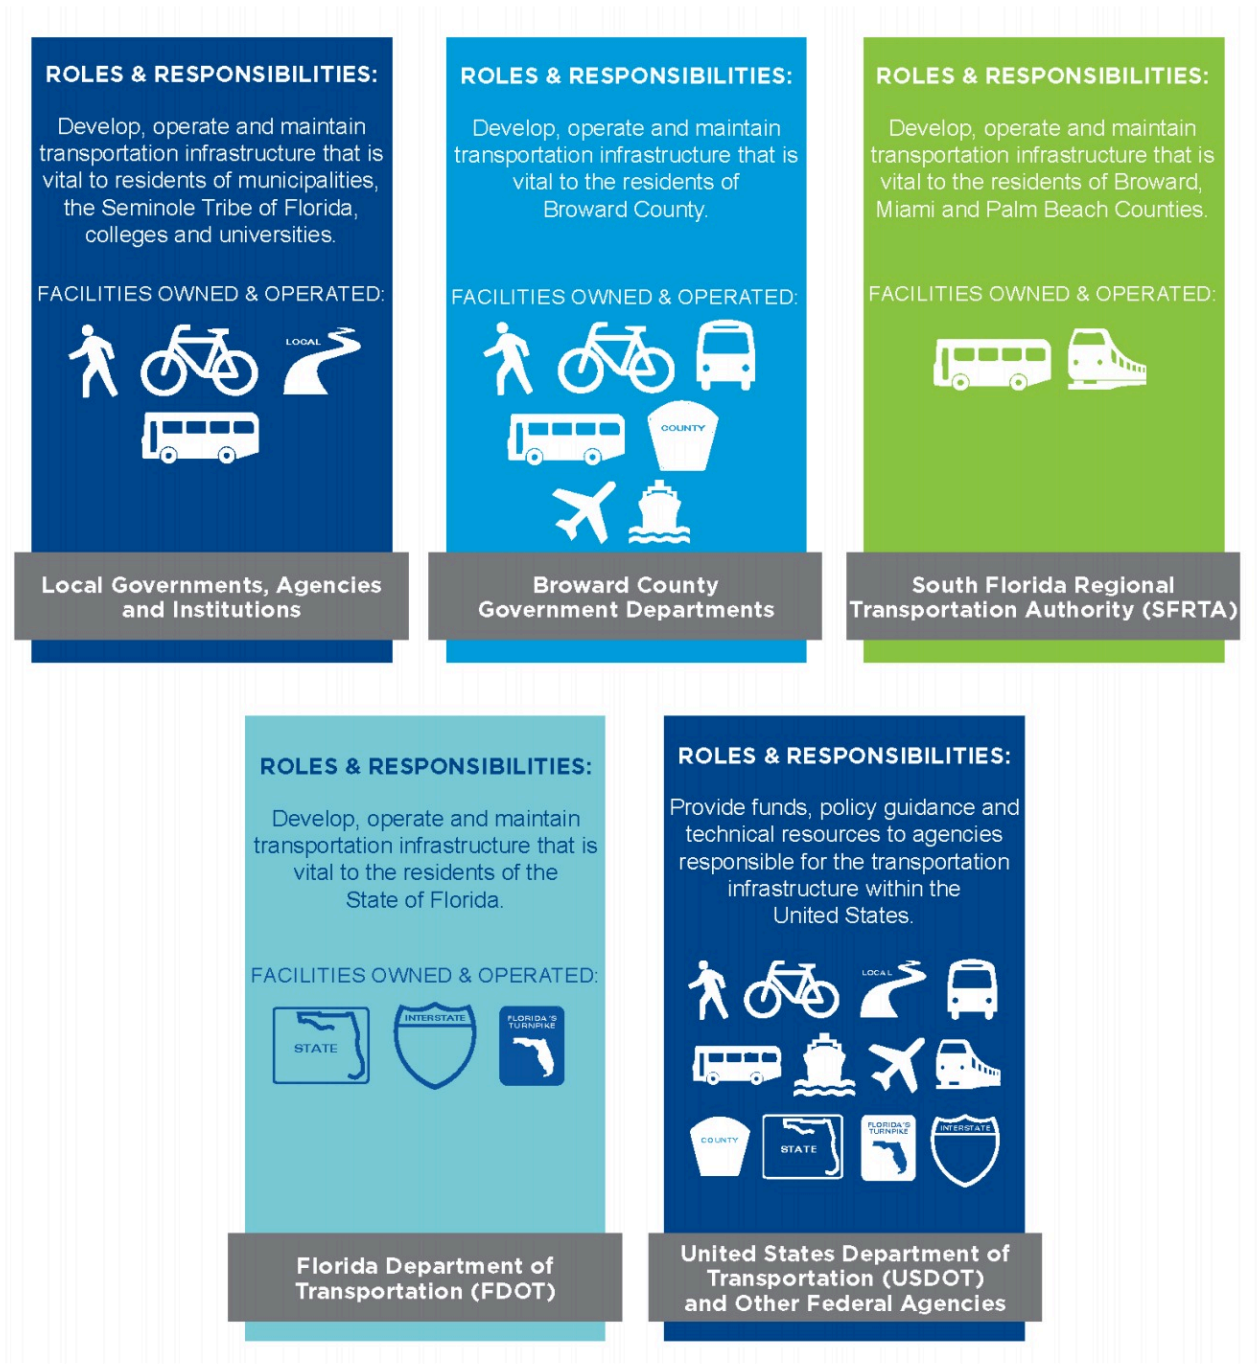 ROLES & RESPONSIBILITIES:
Develop, operate and maintain
transportation infrastructure that is
vital to residents of municipalities,
the Seminole Tribe of Florida,
colleges and universities.
FACILITIES OWNED & OPERATED:
LOCAL
Local Governments, Agencies
and Institutions
ROLES & RESPONSIBILITIES:
Develop, operate and maintain
transportation infrastructure that is
vital to the residents of
Broward County.
FACILITIES OWNED & OPERATED:
COUNTY
Broward County
Government Departments
ROLES & RESPONSIBILITIES:
Develop, operate and maintain
transportation infrastructure that is
vital to the residents of Broward,
Miami and Palm Beach Counties.
FACILITIES OWNED & OPERATED:
South Florida Regional
Transportation Authority (SFRTA)
ROLES & RESPONSIBILITIES:
Develop, operate and maintain
transportation infrastructure that is
vital to the residents of the
State of Florida.
FACILITIES OWNED & OPERATED:
STATE
INTERSTATE
FLORIDA'S
TURNPIKE
Florida Department of
Transportation (FDOT)
ROLES & RESPONSIBILITIES:
Provide funds, policy guidance and
technical resources to agencies
responsible for the transportation
infrastructure within the
United States.
LOCAL
COUNTY
STATE
FLORIDA'S
TURNPIKE
INTERSTATE
United States Department of
Transportation (USDOT)
and Other Federal Agencies